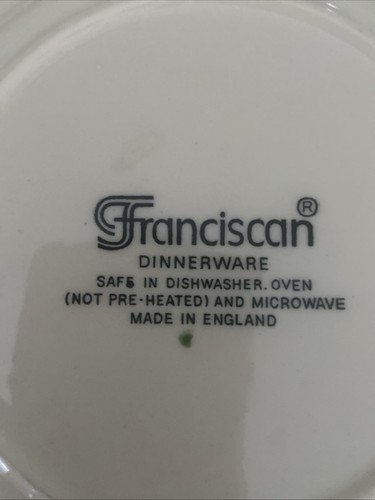 Franciscan®
DINNERWARE
SAFE IN DISHWASHER. OVEN
(NOT PRE-HEATED) AND MICROWAVE
MADE IN ENGLAND